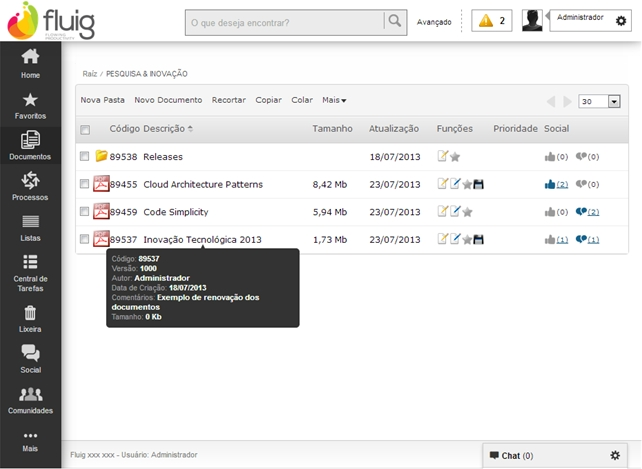 fluig
FLOWING PRODUCTIVITY
O que deseja encontrar?
Avançado
2
Administrador
Home
Favoritos
Documentos
Processos
Listas
Central de
Tarefas
Lixeira
Social
Comunidades
Mais
Raíz / PESQUISA & INOVAÇÃO
Nova Pasta Novo Documento Recortar Copiar Colar Mais 30
Código Descrição Tamanho Atualização Funções Prioridade Social
89538 Releases 18/07/2013 (0) (0)
89455 Cloud Architecture Patterns 8,42 Mb 23/07/2013 (2) (0)
89459 Code Simplicity 5,94 Mb 23/07/2013 (0) (2)
89537 Inovação Tecnológica 2013 1,73 Mb 23/07/2013 (1) (1)
Código: 89537
Versão: 1000
Autor: Administrador
Data de Criação: 18/07/2013
Comentários: Exemplo de renovação dos
documentos
Tamanho: 0 Kb
Fluig xxx xxx - Usuário: Administrador
Chat (0)